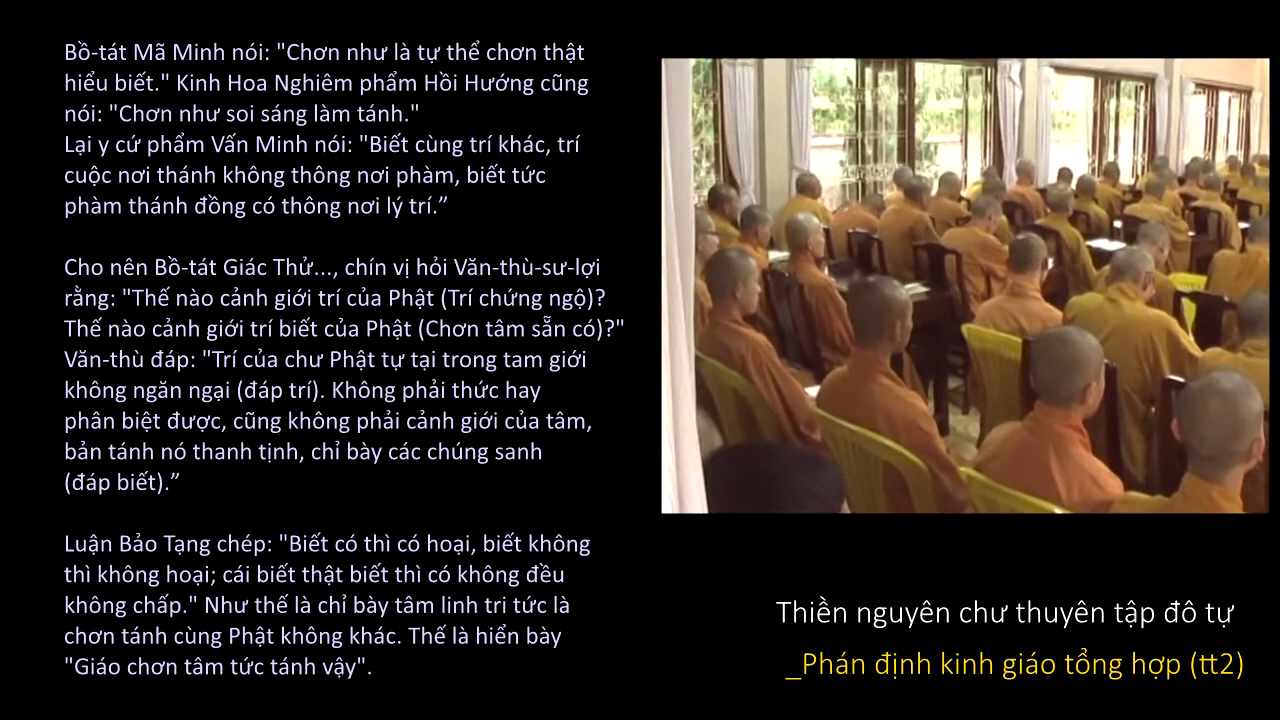 Bồ-tát Mã Minh nói: "Chơn như là tự thể chơn thật
hiểu biết." Kinh Hoa Nghiêm phẩm Hồi Hướng cũng
nói: "Chơn như soi sáng làm tánh."
Lại y cứ phẩm Vấn Minh nói: "Biết cùng trí khác, trí
cuộc nơi thánh không thông nơi phàm, biết tức
phàm thánh đồng có thông nơi lý trí.”
Cho nên Bồ-tát Giác Thử..., chín vị hỏi Văn-thù-sư-lợi
rằng: "Thế nào cảnh giới trí của Phật (Trí chứng ngộ)?
Thế nào cảnh giới trí biết của Phật (Chơn tâm sẵn có)?"
Văn-thù đáp: "Trí của chư Phật tự tại trong tam giới
không ngăn ngại (đáp trí). Không phải thức hay
phân biệt được, cũng không phải cảnh giới của tâm,
bản tánh nó thanh tịnh, chỉ bày các chúng sanh
(đáp biết).”
Luận Bảo Tạng chép: "Biết có thì có hoại, biết không
thì không hoại; cái biết thật biết thì có không đều
không chấp." Như thế là chỉ bày tâm linh tri tức là
chơn tánh cùng Phật không khác. Thế là hiển bày
"Giáo chơn tâm tức tánh vậy".
Thiền nguyên chư thuyên tập đô tự
_Phán định kinh giáo tổng hợp (tt2)